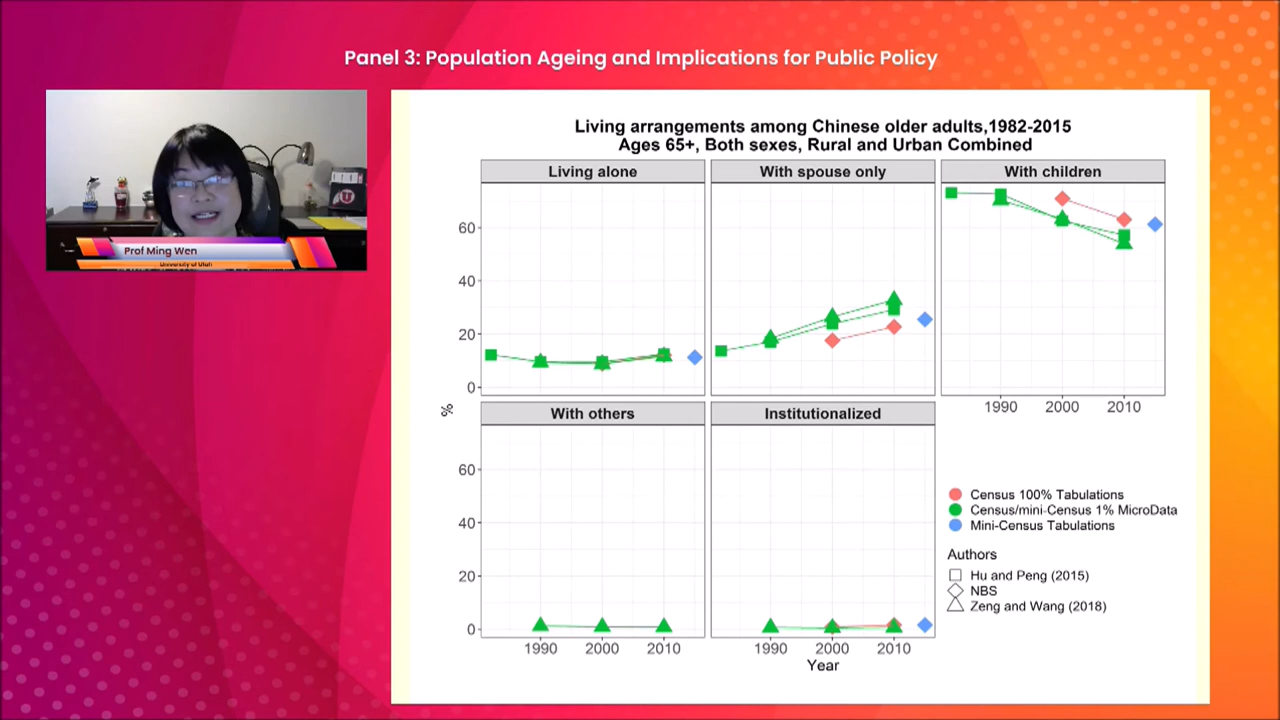 Panel 3: Population Ageing and Implications for Public Policy
Prof Ming Wen
University of Utah
Living arrangements among Chinese older adults,1982-2015
Ages 65+, Both sexes, Rural and Urban Combined
Living alone
With spouse only
With children
60
40
20
0
1990 2000 2010
%
With others
Institutionalized
60
40
20
0
1990 2000 2010
1990 2000 2010
Year
Census 100% Tabulations
Census/mini-Census 1% MicroData
Mini-Census Tabulations
Authors
Hu and Peng (2015)
NBS
Zeng and Wang (2018)